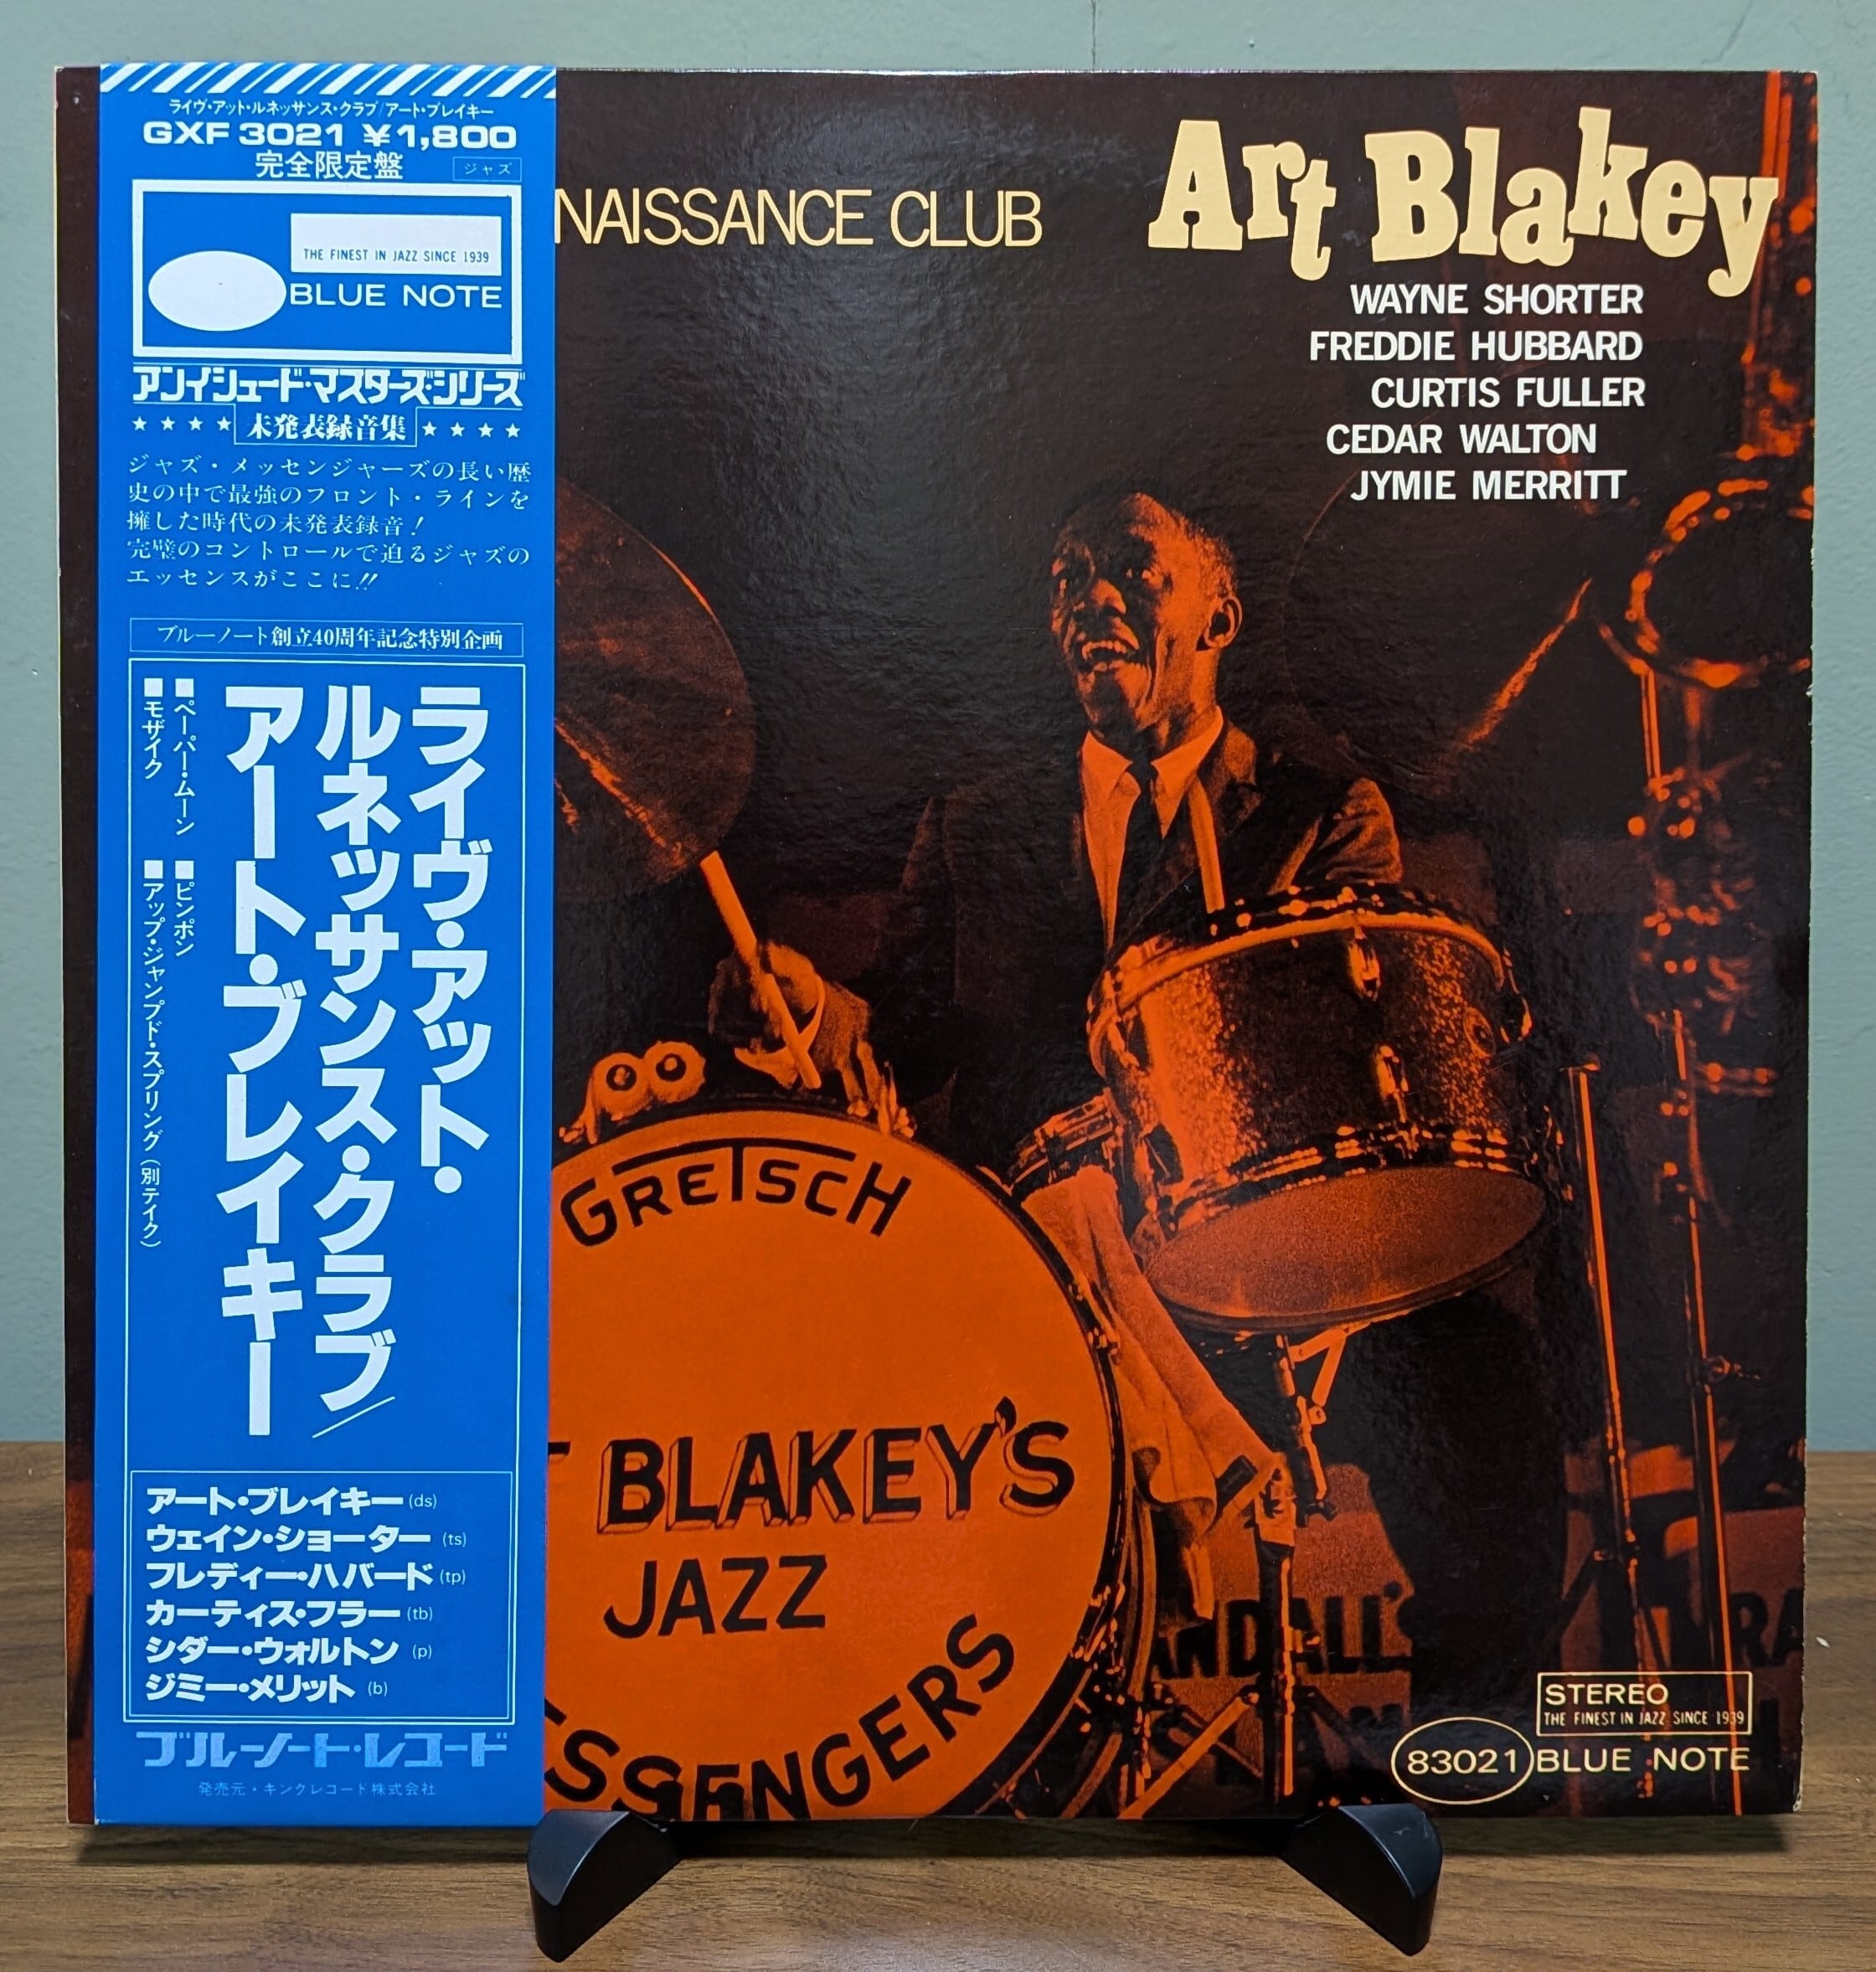 ライヴ・アット・ルネッサンス・クラブ/アート・ブレイキー
GXF 3021 ¥1,800
完全限定盤
ジャズ
THE FINEST IN JAZZ SINCE 1939
BLUE NOTE
アンイシュード・マスターズ・シリーズ
★★★★ 未発表録音集 ★★★★
ジャズ・メッセンジャーズの長い歴
史の中で最強のフロント・ラインを
擁した時代の未発表録音!
完璧のコントロールで迫るジャズの
エッセンスがここに!!
ブルーノート創立40周年記念特別企画
ライヴ・アット・
ルネッサンス・クラブ/
アート・ブレイキー
■ペーパー・ムーン ■ピンポン
■モザイク ■アップ・ジャンプド・スプリング(別テイク)
アート・ブレイキー(ds)
ウェイン・ショーター(ts)
フレディー・ハバード(tp)
カーティス・フラー(tb)
シダー・ウォルトン(p)
ジミー・メリット(b)
ブルーノート・レコード
発売元・キングレコード株式会社
NAISSANCE CLUB
Art Blakey
WAYNE SHORTER
FREDDIE HUBBARD
CURTIS FULLER
CEDAR WALTON
JYMIE MERRITT
GRETSCH
T BLAKEY'S
JAZZ
SSENGERS
ANDALL'S
STEREO
THE FINEST IN JAZZ SINCE 1939
83021 BLUE NOTE